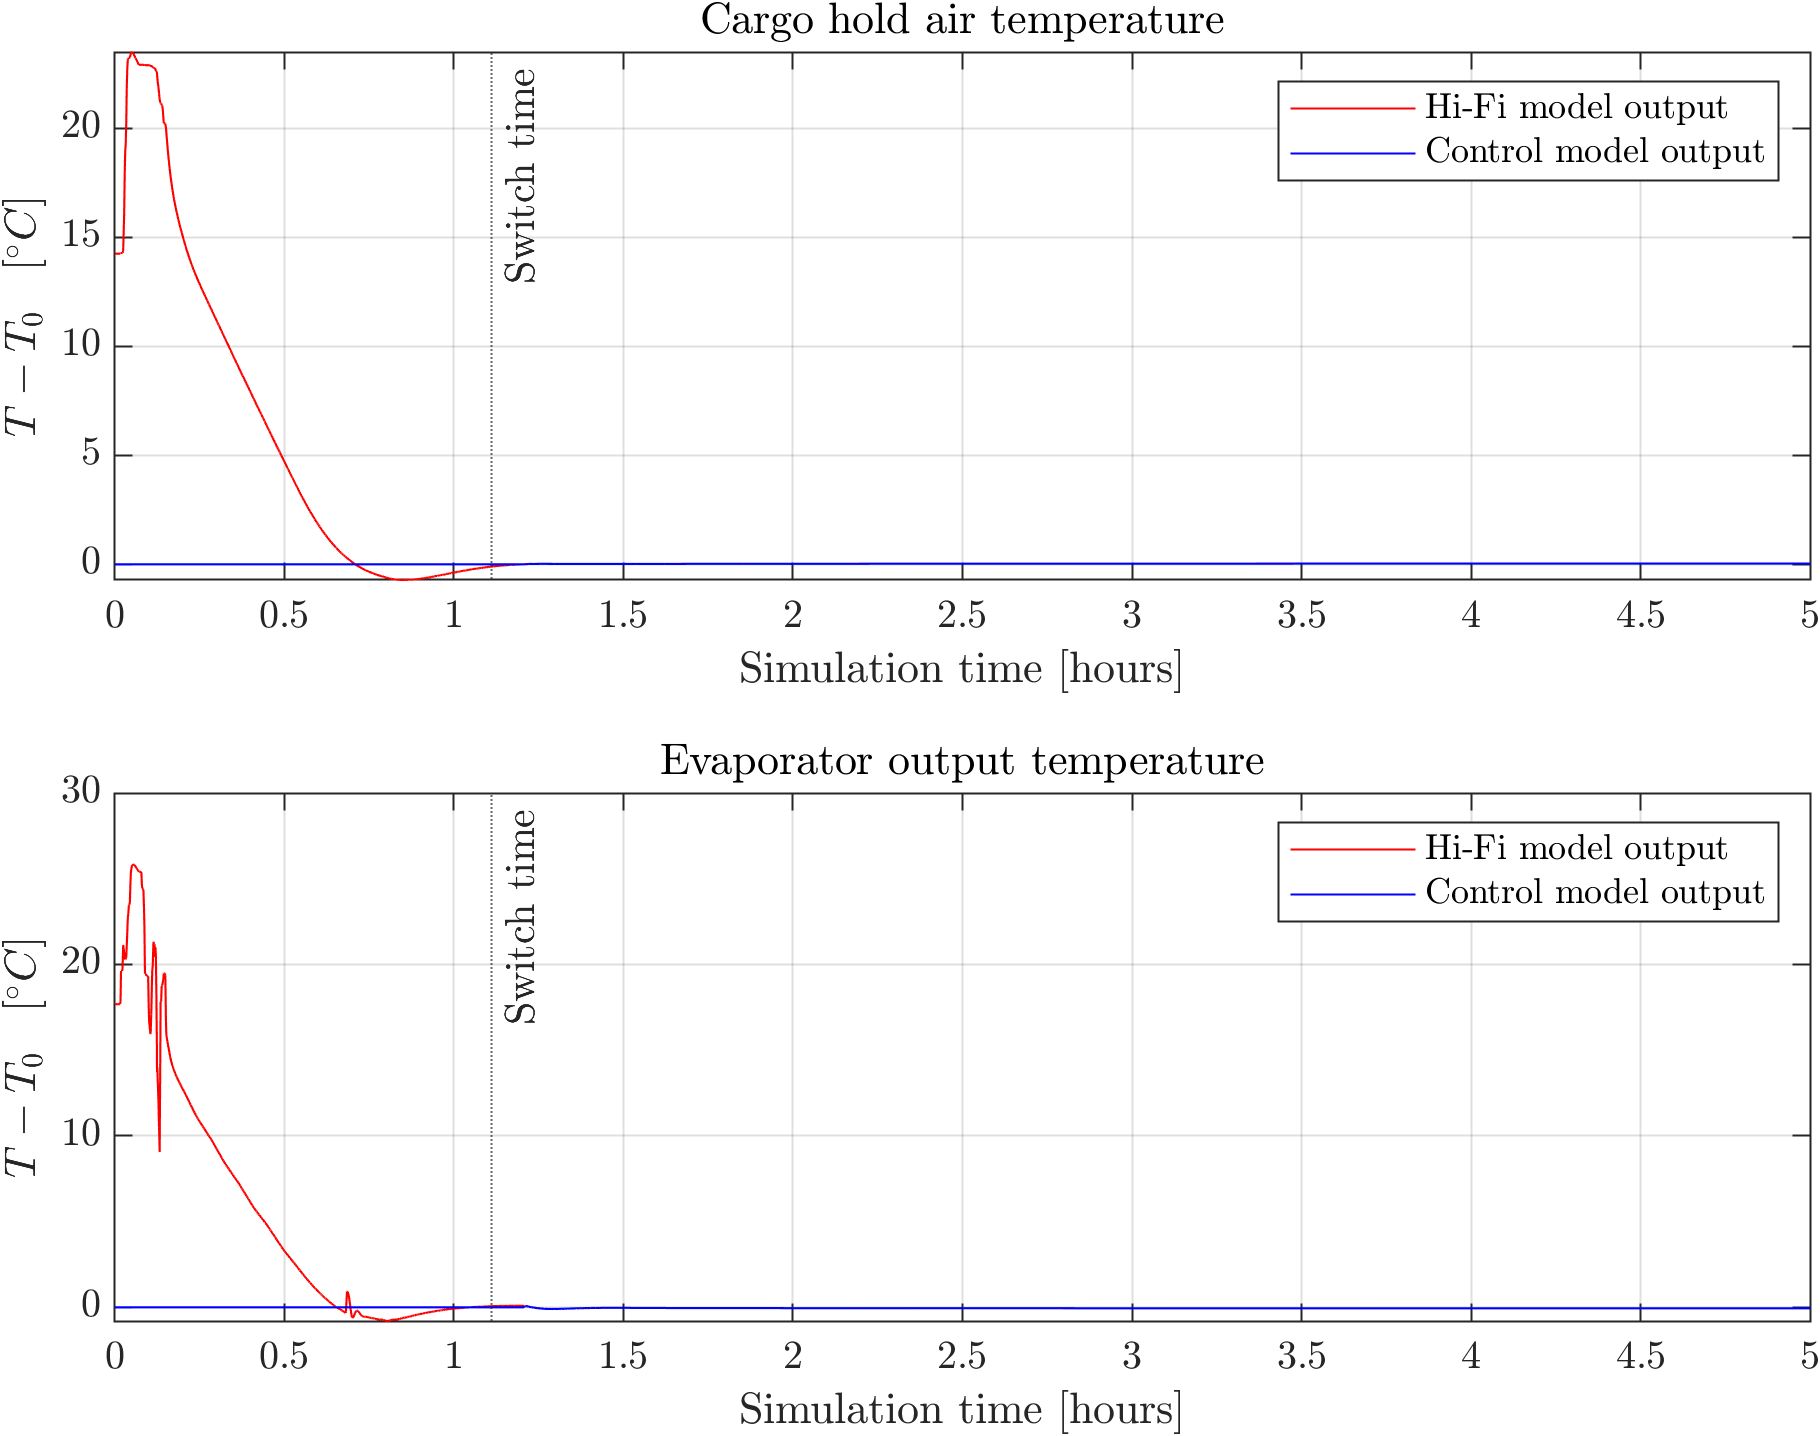 Cargo hold air temperature
T − T₀ [°C]
20
15
10
5
0
Switch time
Hi-Fi model output
Control model output
0 0.5 1 1.5 2 2.5 3 3.5 4 4.5 5
Simulation time [hours]
Evaporator output temperature
T − T₀ [°C]
30
20
10
0
Switch time
Hi-Fi model output
Control model output
0 0.5 1 1.5 2 2.5 3 3.5 4 4.5 5
Simulation time [hours]